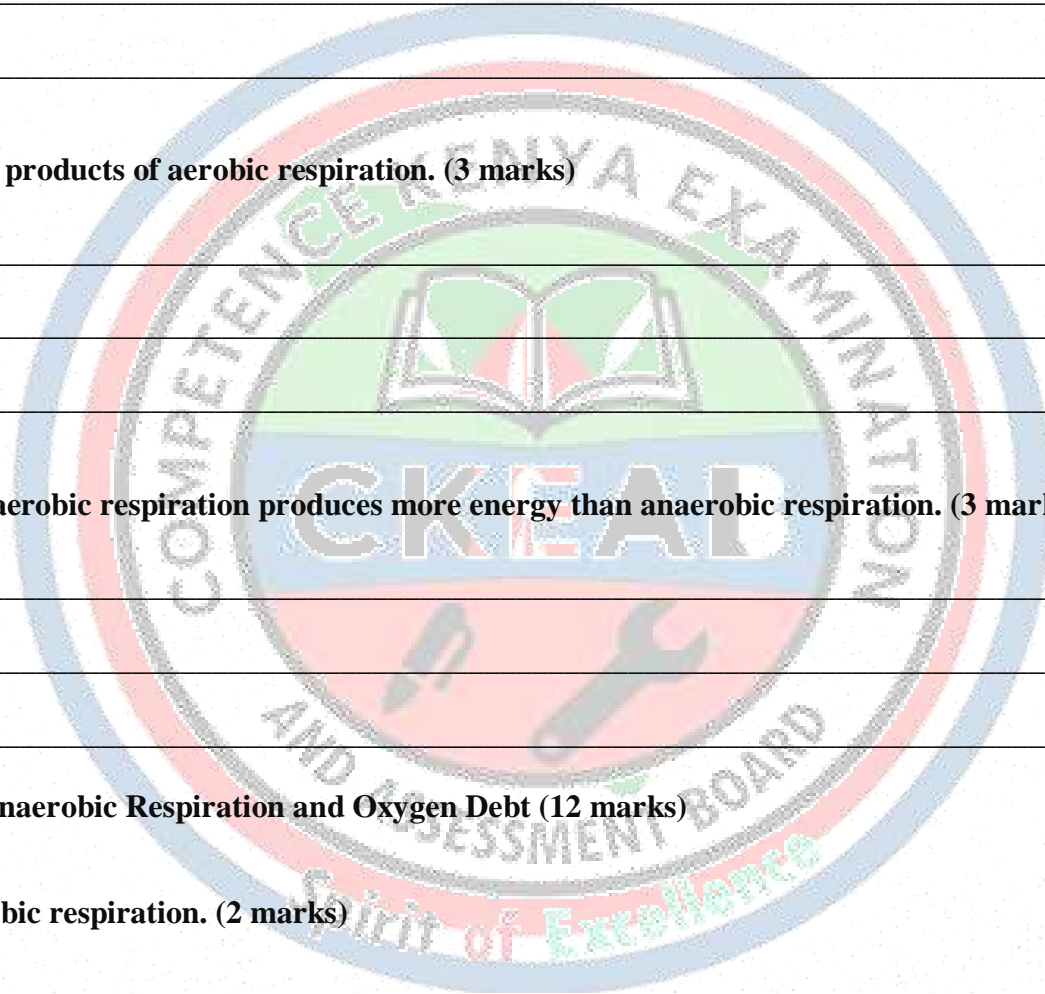 products of aerobic respiration. (3 marks)
COMPETENCE KENYA EXAMINATION
CKEAB
aerobic respiration produces more energy than anaerobic respiration. (3 mar
AND ASSESSMENT BOARD
naerobic Respiration and Oxygen Debt (12 marks)
Spirit of Excellence
bic respiration. (2 marks)